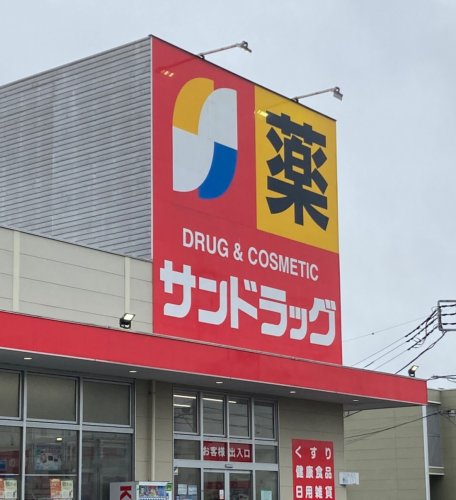 薬
DRUG & COSMETIC
サンドラッグ
お客様 出入口
くすり
健康食品
日用雑貨